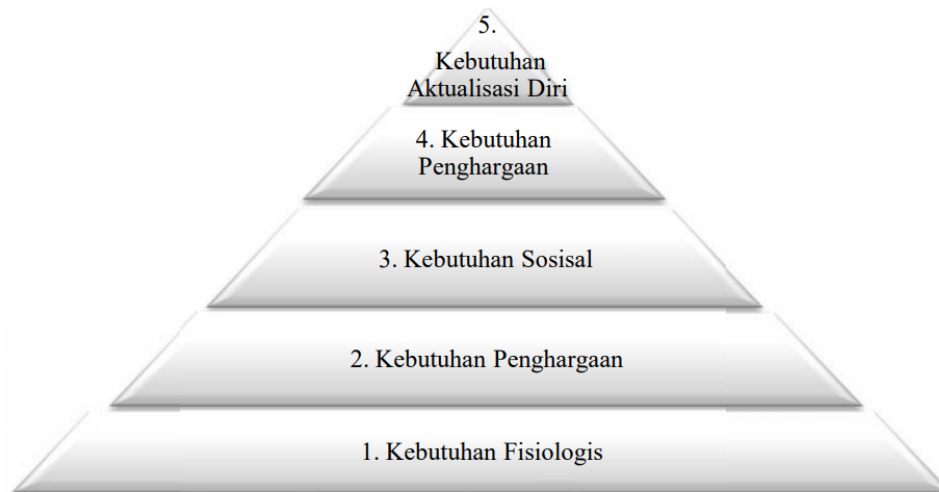 5.
Kebutuhan
Aktualisasi Diri
4. Kebutuhan
Penghargaan
3. Kebutuhan Sosisal
2. Kebutuhan Penghargaan
1. Kebutuhan Fisiologis